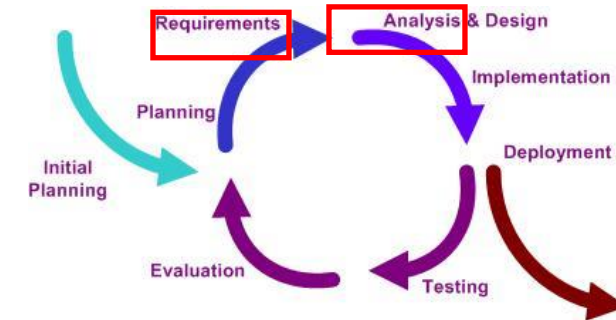 Requirements
Analysis & Design
Implementation
Planning
Deployment
Initial
Planning
Evaluation
Testing